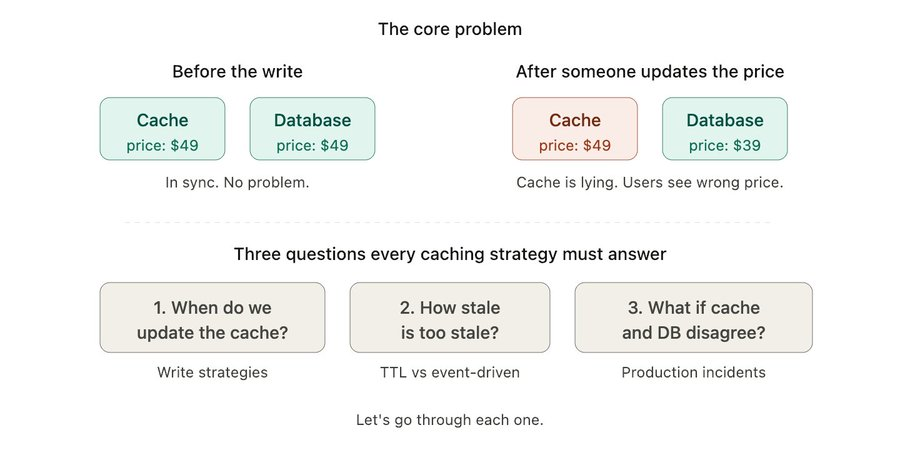 The core problem
Before the write
After someone updates the price
Cache
price: $49
Database
price: $49
Cache
price: $49
Database
price: $39
In sync. No problem.
Cache is lying. Users see wrong price.
Three questions every caching strategy must answer
1. When do we
update the cache?
2. How stale
is too stale?
3. What if cache
and DB disagree?
Write strategies
TTL vs event-driven
Production incidents
Let's go through each one.